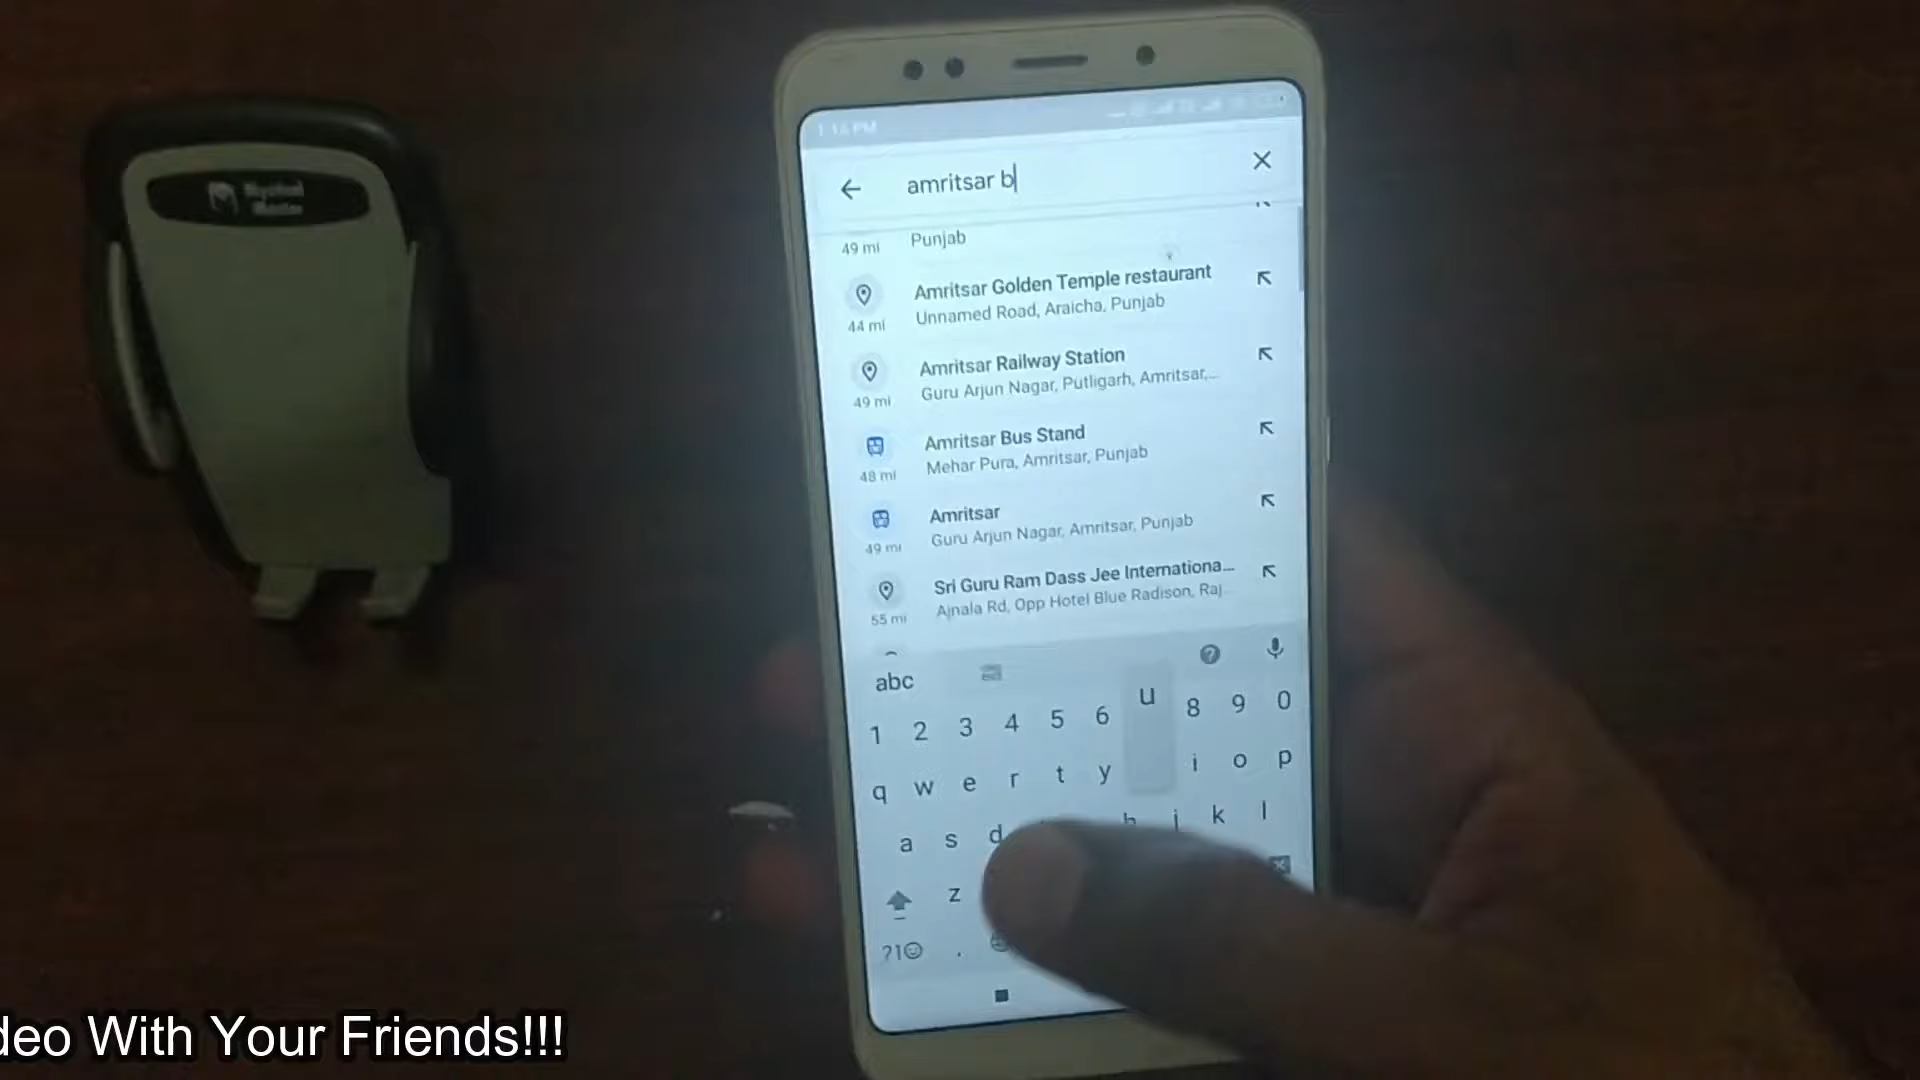 1:16 PM
amritsar b
49 mi Punjab
Amritsar Golden Temple restaurant
44 mi Unnamed Road, Araicha, Punjab
Amritsar Railway Station
49 mi Guru Arjun Nagar, Putligarh, Amritsar,...
Amritsar Bus Stand
48 mi Mehar Pura, Amritsar, Punjab
Amritsar
49 mi Guru Arjun Nagar, Amritsar, Punjab
Sri Guru Ram Dass Jee Internationa...
55 mi Ajnala Rd, Opp Hotel Blue Radison, Raj...
abc
1 2 3 4 5 6 u 8 9 0
q w e r t y i o p
a s d h j k l
z
?1☺ .
deo With Your Friends!!!